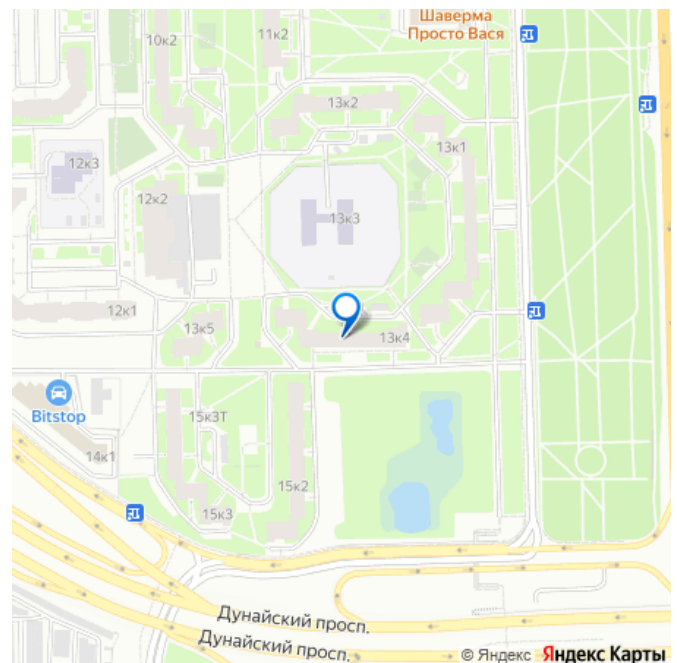 Шаверма
Просто Вася
10к2
11к2
13к2
13к1
12к3
12к2
13к3
12к1
13к5
13к4
Bitstop
15к3Т
14к1
15к2
15к3
Дунайский просп.
Дунайский просп.
© Яндекс Яндекс Карты